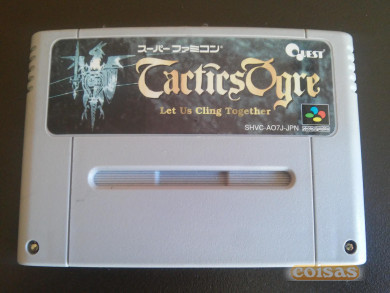 スーパーファミコン
QUEST
TacticsOgre
Let Us Cling Together
SHVC-AO7J-JPN
coisas